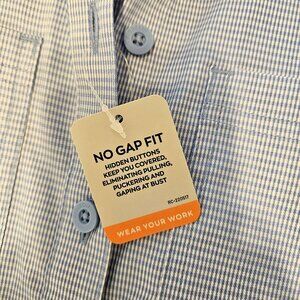 NO GAP FIT
HIDDEN BUTTONS
KEEP YOU COVERED,
ELIMINATING PULLING,
PUCKERING AND
GAPING AT BUST
WEAR YOUR WORK